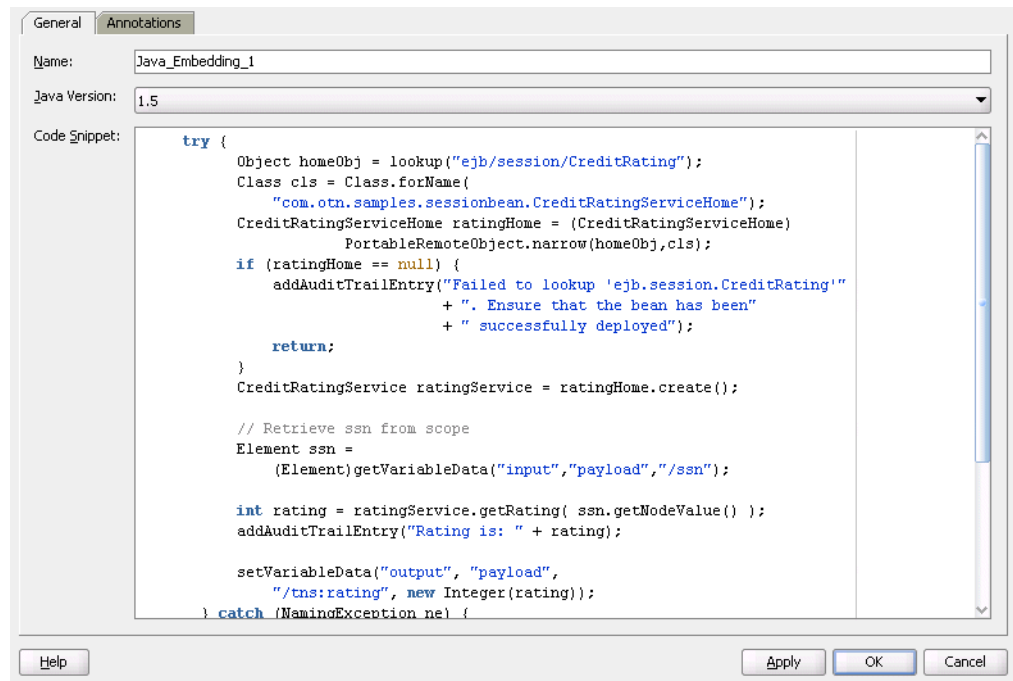 General
Annotations
Name:
Java_Embedding_1
Java Version:
1.5
Code Snippet:
try {
Object homeObj = lookup("ejb/session/CreditRating");
Class cls = Class.forName(
"com.otn.samples.sessionbean.CreditRatingServiceHome");
CreditRatingServiceHome ratingHome = (CreditRatingServiceHome)
PortableRemoteObject.narrow(homeObj,cls);
if (ratingHome == null) {
addAuditTrailEntry("Failed to lookup 'ejb.session.CreditRating'"
+ ". Ensure that the bean has been"
+ " successfully deployed");
return;
}
CreditRatingService ratingService = ratingHome.create();
// Retrieve ssn from scope
Element ssn =
(Element)getVariableData("input","payload","/ssn");
int rating = ratingService.getRating( ssn.getNodeValue() );
addAuditTrailEntry("Rating is: " + rating);
setVariableData("output", "payload",
"/tns:rating", new Integer(rating));
} catch (NamingException ne) {
Help
Apply
OK
Cancel